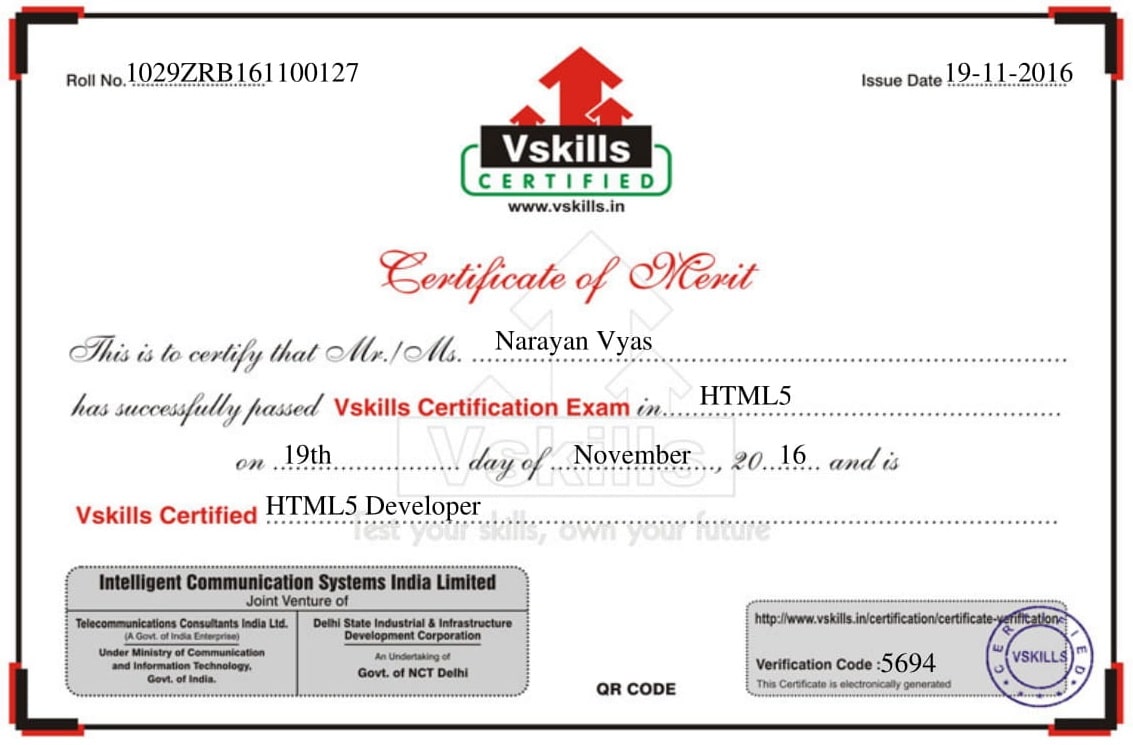 Roll No. 1029ZRB161100127
Issue Date 19-11-2016
Vskills
CERTIFIED
www.vskills.in
Certificate of Merit
This is to certify that Mr./Ms. Narayan Vyas
has successfully passed Vskills Certification Exam in HTML5
on 19th day of November, 2016 and is
Vskills Certified HTML5 Developer
Vskills
Test your skills, own your future
Intelligent Communication Systems India Limited
Joint Venture of
Telecommunications Consultants India Ltd.
(A Govt. of India Enterprise)
Under Ministry of Communication
and Information Technology,
Govt. of India.
Delhi State Industrial & Infrastructure
Development Corporation
An Undertaking of
Govt. of NCT Delhi
QR CODE
http://www.vskills.in/certification/certificate-verification
Verification Code :5694
This Certificate is electronically generated
CERTIFIED
VSKILLS